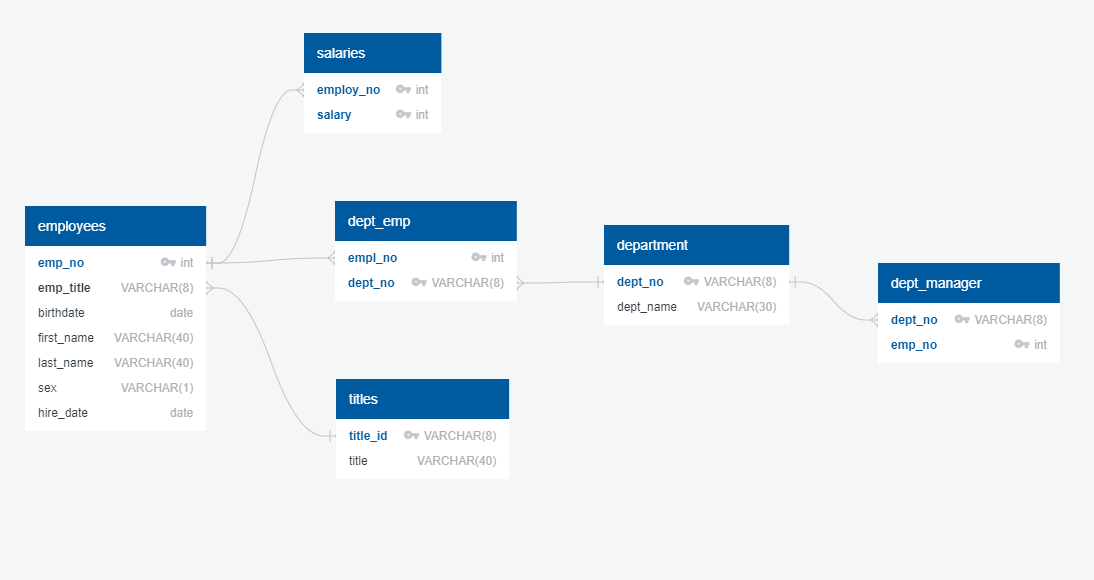 salaries
employ_no int
salary int
employees
emp_no int
emp_title VARCHAR(8)
birthdate date
first_name VARCHAR(40)
last_name VARCHAR(40)
sex VARCHAR(1)
hire_date date
dept_emp
empl_no int
dept_no VARCHAR(8)
department
dept_no VARCHAR(8)
dept_name VARCHAR(30)
dept_manager
dept_no VARCHAR(8)
emp_no int
titles
title_id VARCHAR(8)
title VARCHAR(40)